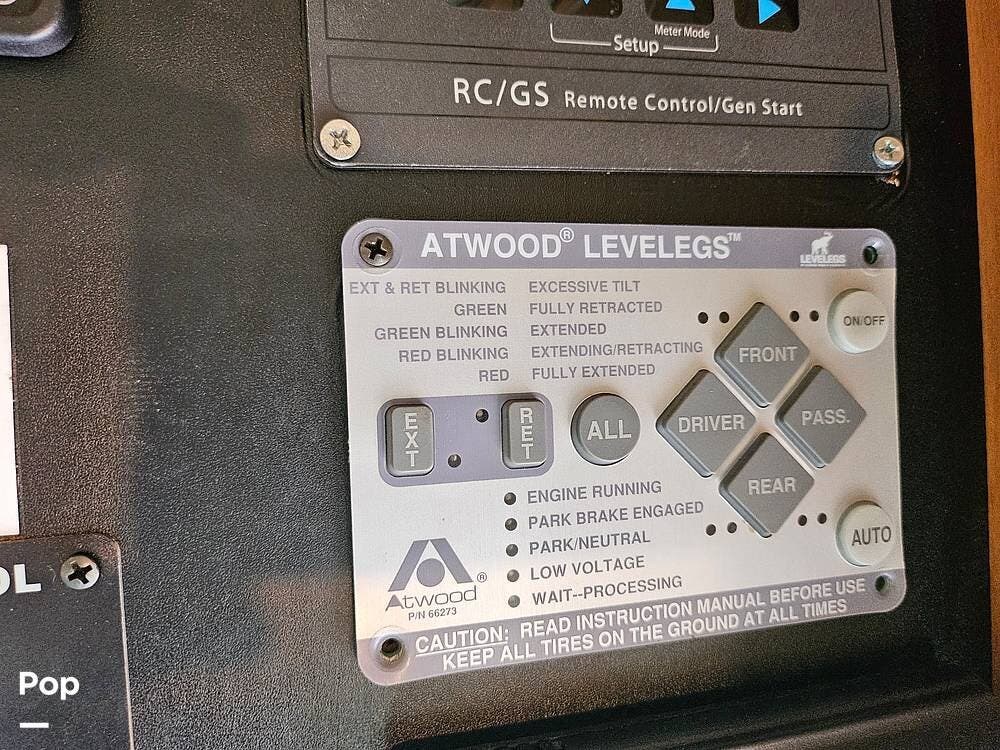 Meter Mode
Setup
RC/GS Remote Control/Gen Start
ATWOOD® LEVELEGS™
LEVELEGS
EXT & RET BLINKING EXCESSIVE TILT
GREEN FULLY RETRACTED
GREEN BLINKING EXTENDED
RED BLINKING EXTENDING/RETRACTING
RED FULLY EXTENDED
ON/OFF
FRONT
EXT
RET
ALL
DRIVER
PASS.
REAR
AUTO
ENGINE RUNNING
PARK BRAKE ENGAGED
PARK/NEUTRAL
LOW VOLTAGE
WAIT--PROCESSING
Atwood®
P/N 66273
CAUTION: READ INSTRUCTION MANUAL BEFORE USE
KEEP ALL TIRES ON THE GROUND AT ALL TIMES
OL
Pop